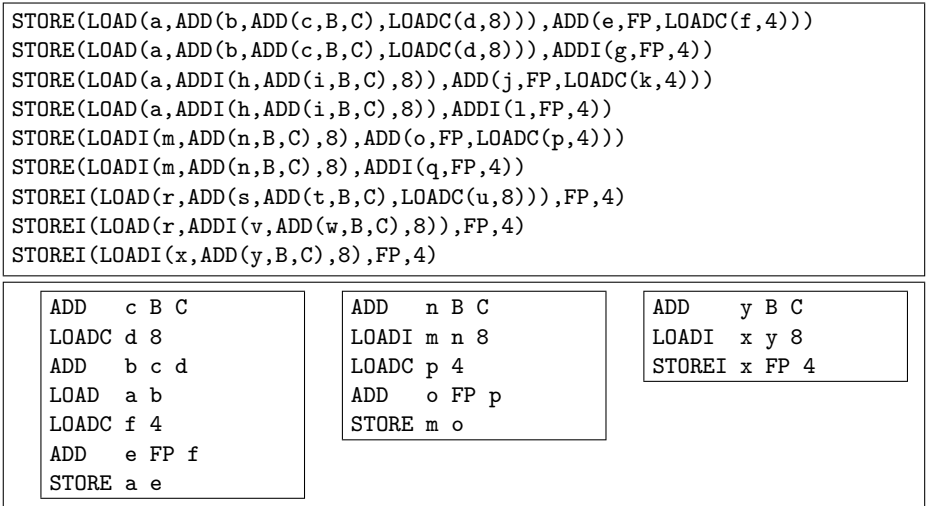 STORE(LOAD(a,ADD(b,ADD(c,B,C),LOADC(d,8))),ADD(e,FP,LOADC(f,4)))
STORE(LOAD(a,ADD(b,ADD(c,B,C),LOADC(d,8))),ADDI(g,FP,4))
STORE(LOAD(a,ADDI(h,ADD(i,B,C),8)),ADD(j,FP,LOADC(k,4)))
STORE(LOAD(a,ADDI(h,ADD(i,B,C),8)),ADDI(l,FP,4))
STORE(LOADI(m,ADD(n,B,C),8),ADD(o,FP,LOADC(p,4)))
STORE(LOADI(m,ADD(n,B,C),8),ADDI(q,FP,4))
STOREI(LOAD(r,ADD(s,ADD(t,B,C),LOADC(u,8))),FP,4)
STOREI(LOAD(r,ADDI(v,ADD(w,B,C),8)),FP,4)
STOREI(LOADI(x,ADD(y,B,C),8),FP,4)
ADD c B C
LOADC d 8
ADD b c d
LOAD a b
LOADC f 4
ADD e FP f
STORE a e
ADD n B C
LOADI m n 8
LOADC p 4
ADD o FP p
STORE m o
ADD y B C
LOADI x y 8
STOREI x FP 4